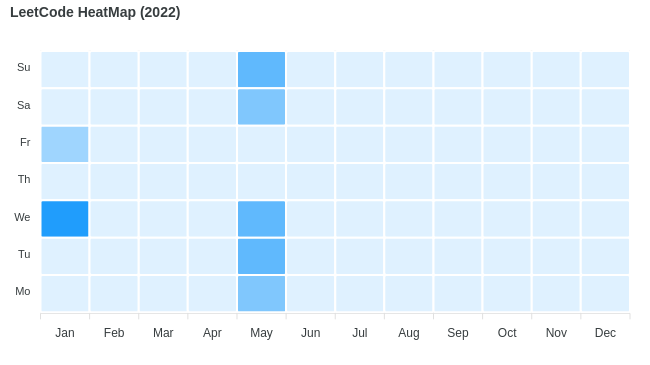 LeetCode HeatMap (2022)
Su
Sa
Fr
Th
We
Tu
Mo
Jan Feb Mar Apr May Jun Jul Aug Sep Oct Nov Dec